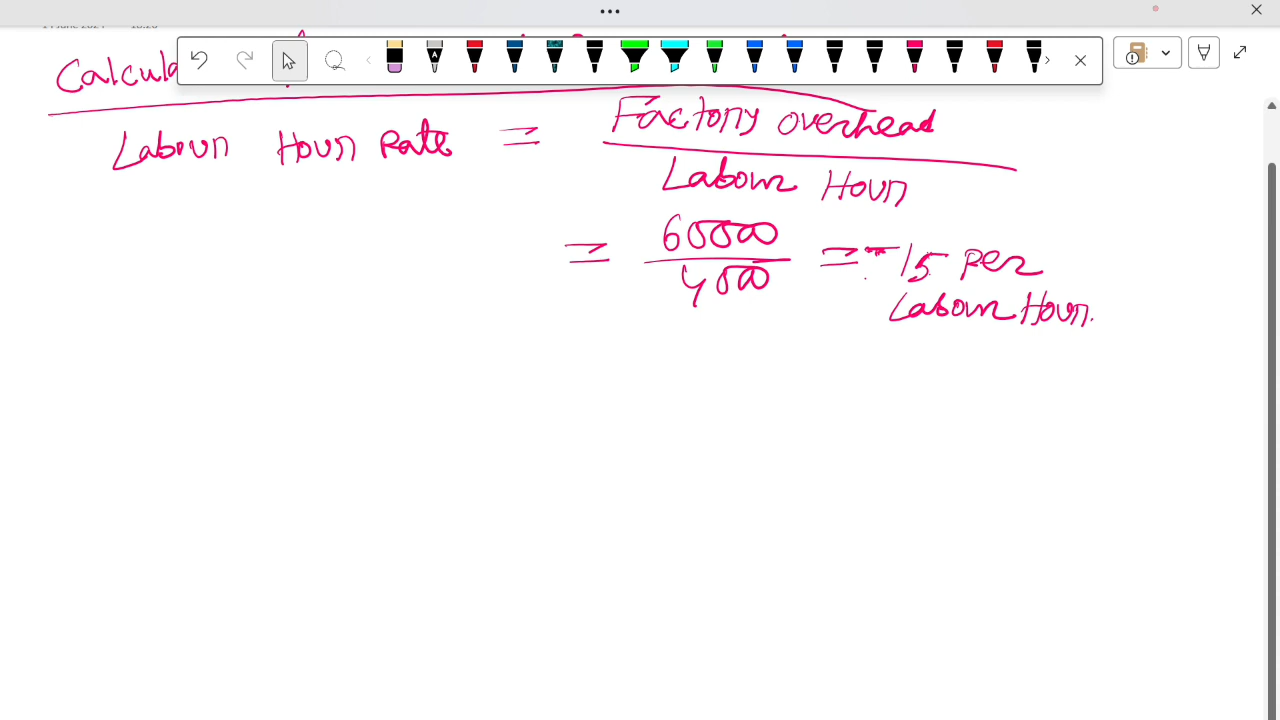 Calcula
Labour Hour Rate = Factory overhead
Labour Hour
= 60000
4000
= 15 per
Labour Hour.